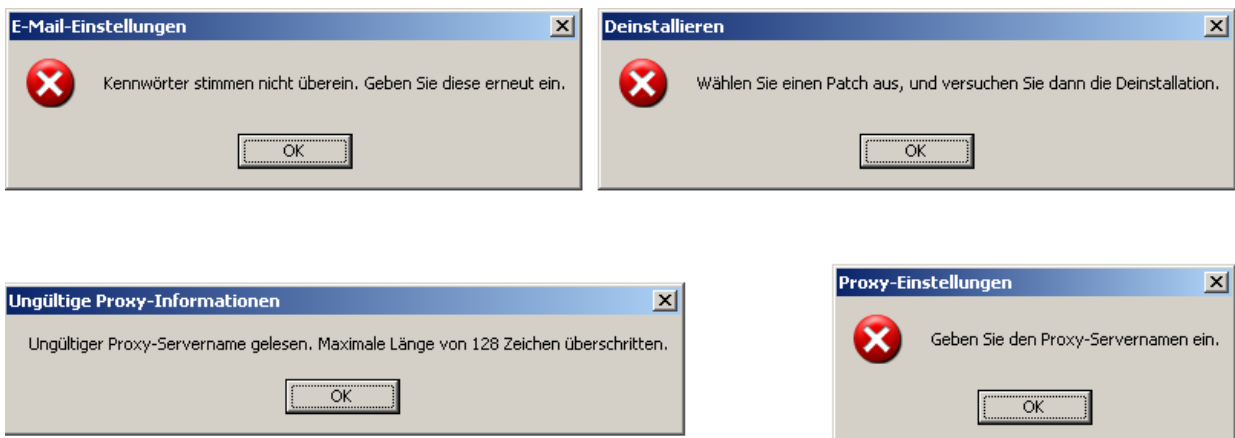 E-Mail-Einstellungen
Kennwörter stimmen nicht überein. Geben Sie diese erneut ein.
OK
Deinstallieren
Wählen Sie einen Patch aus, und versuchen Sie dann die Deinstallation.
OK
Ungültige Proxy-Informationen
Ungültiger Proxy-Servername gelesen. Maximale Länge von 128 Zeichen überschritten.
OK
Proxy-Einstellungen
Geben Sie den Proxy-Servernamen ein.
OK